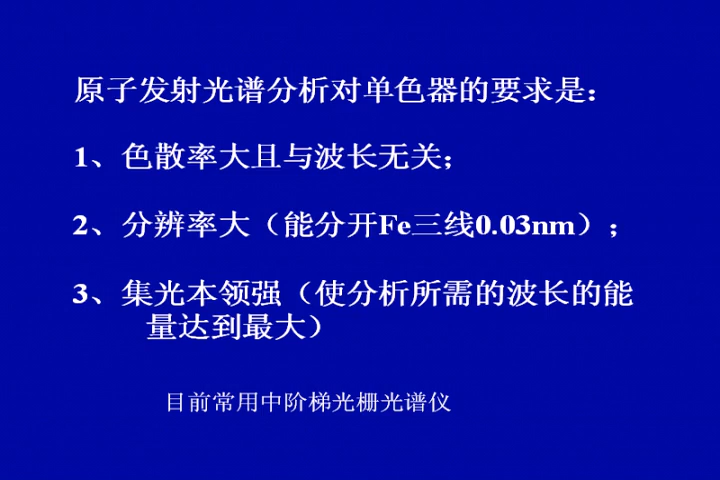 原子发射光谱分析对单色器的要求是：
1、色散率大且与波长无关；
2、分辨率大（能分开Fe三线0.03nm）；
3、集光本领强（使分析所需的波长的能
量达到最大）
目前常用中阶梯光栅光谱仪